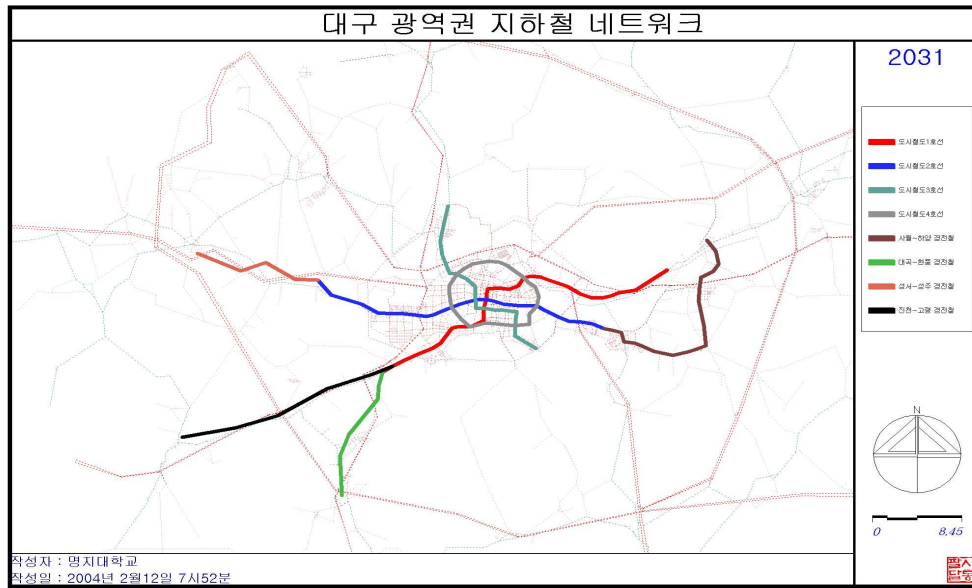 대구 광역권 지하철 네트워크
2031
도시철도1호선
도시철도2호선
도시철도3호선
도시철도4호선
사월-하양 경전철
대곡-현풍 경전철
성서-성주 경전철
진천-고령 경전철
N
0 8.45
작성자 : 명지대학교
작성일 : 2004년 2월12일 7시52분